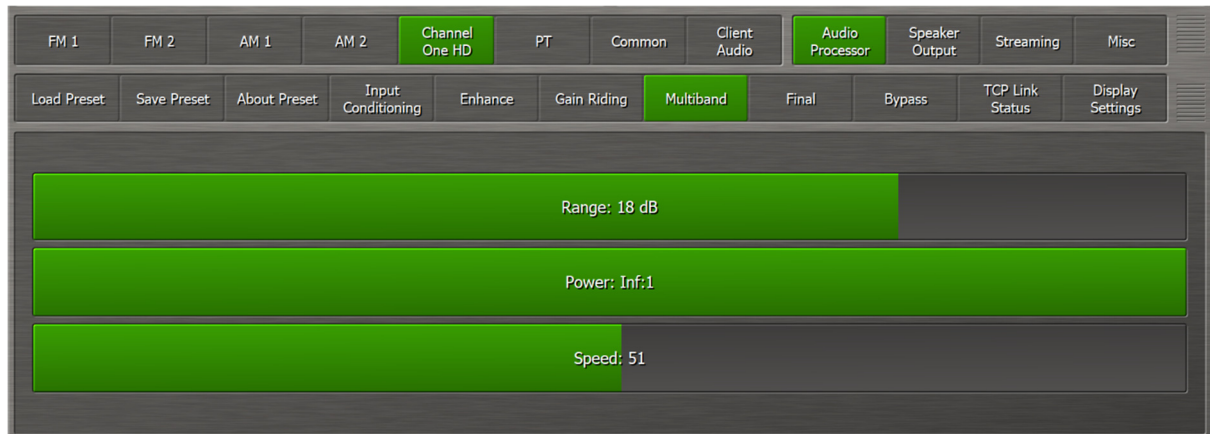 FM 1
FM 2
AM 1
AM 2
Channel
One HD
PT
Common
Client
Audio
Audio
Processor
Speaker
Output
Streaming
Misc
Load Preset
Save Preset
About Preset
Input
Conditioning
Enhance
Gain Riding
Multiband
Final
Bypass
TCP Link
Status
Display
Settings
Range: 18 dB
Power: Inf:1
Speed: 51